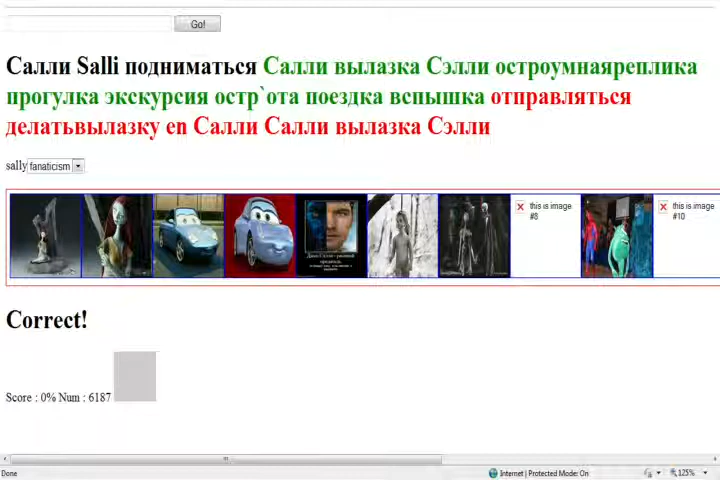 Go!
Салли Salli подниматься Салли вылазка Сэлли остроумнаяреплика
прогулка экскурсия остр`ота поездка вспышка отправляться
делатьвылазку en Салли Салли вылазка Сэлли
sally fanaticism
this is image
#8
this is image
#10
Correct!
Score : 0% Num : 6187
Done
Internet | Protected Mode: On
125%